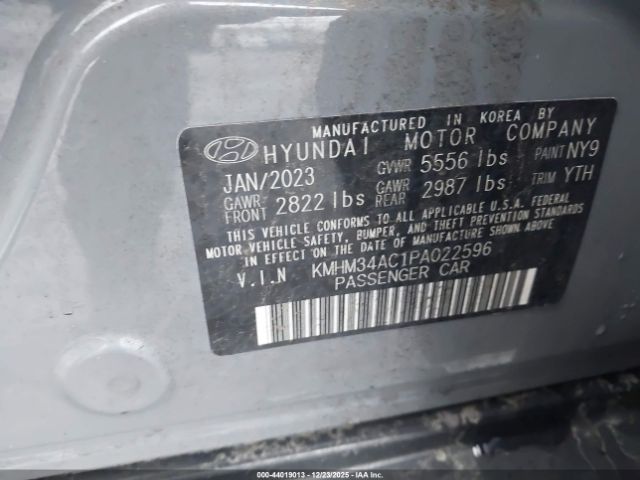 MANUFACTURED IN KOREA BY
HYUNDAI MOTOR COMPANY
JAN/2023 GVWR 5556 lbs PAINT NY9
GAWR FRONT 2822 lbs GAWR REAR 2987 lbs TRIM YTH
THIS VEHICLE CONFORMS TO ALL APPLICABLE U.S.A. FEDERAL
MOTOR VEHICLE SAFETY, BUMPER, AND THEFT PREVENTION STANDARDS
IN EFFECT ON THE DATE OF MANUFACTURE SHOWN ABOVE
V.I.N KMHM34AC1PA022596
PASSENGER CAR
000-44019013 • 12/23/2025 • IAAI.COM